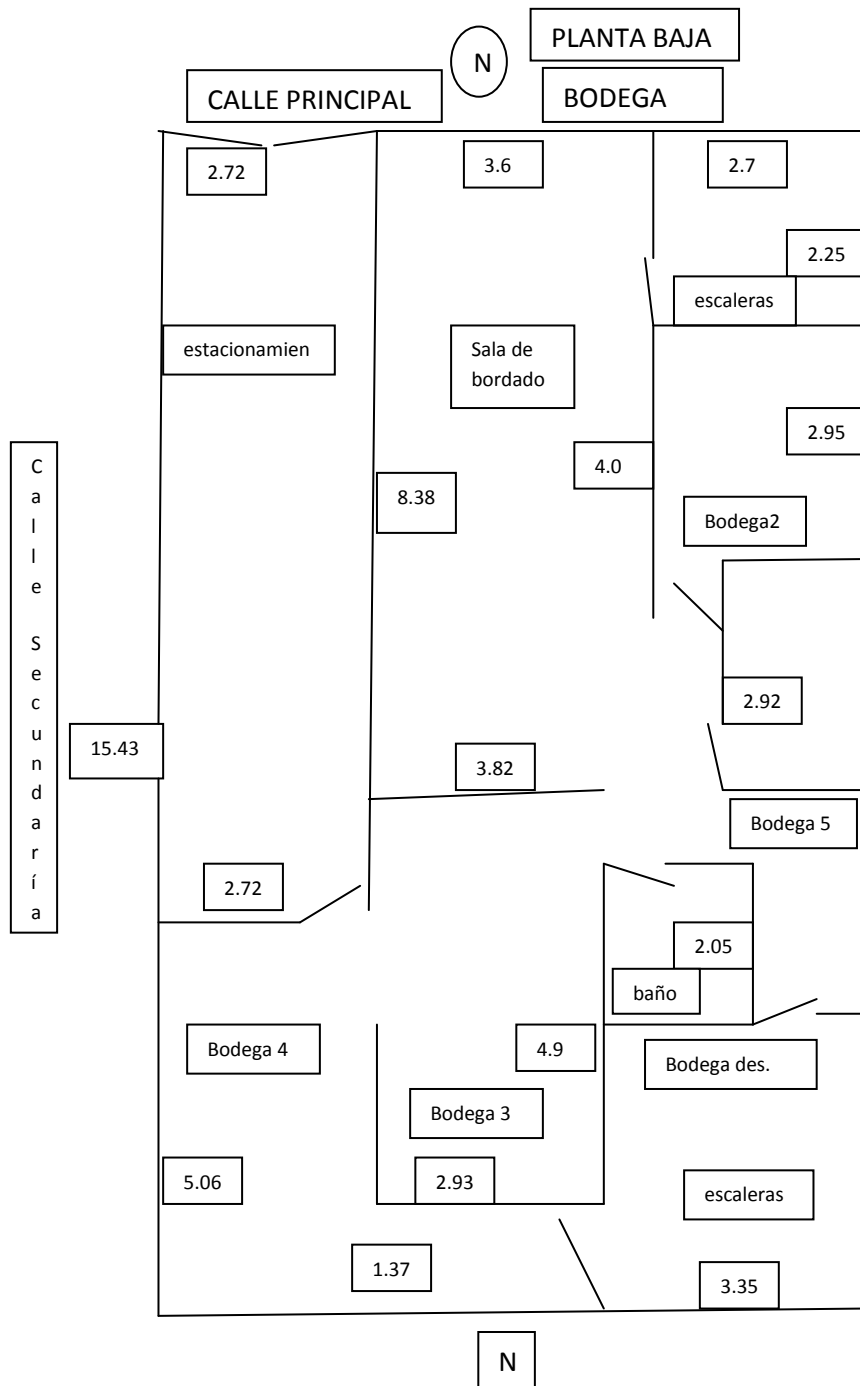 PLANTA BAJA
N
CALLE PRINCIPAL
BODEGA
2.72
3.6
2.7
2.25
escaleras
estacionamien
Sala de
bordado
2.95
4.0
8.38
Bodega2
Calle Secundaría
2.92
15.43
3.82
Bodega 5
2.72
2.05
baño
Bodega 4
4.9
Bodega des.
Bodega 3
5.06
2.93
escaleras
1.37
3.35
N